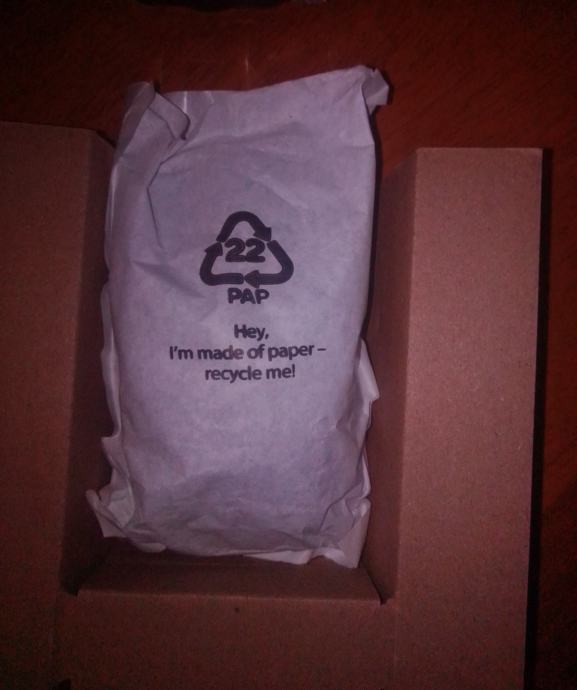 22
PAP
Hey,
I'm made of paper –
recycle me!